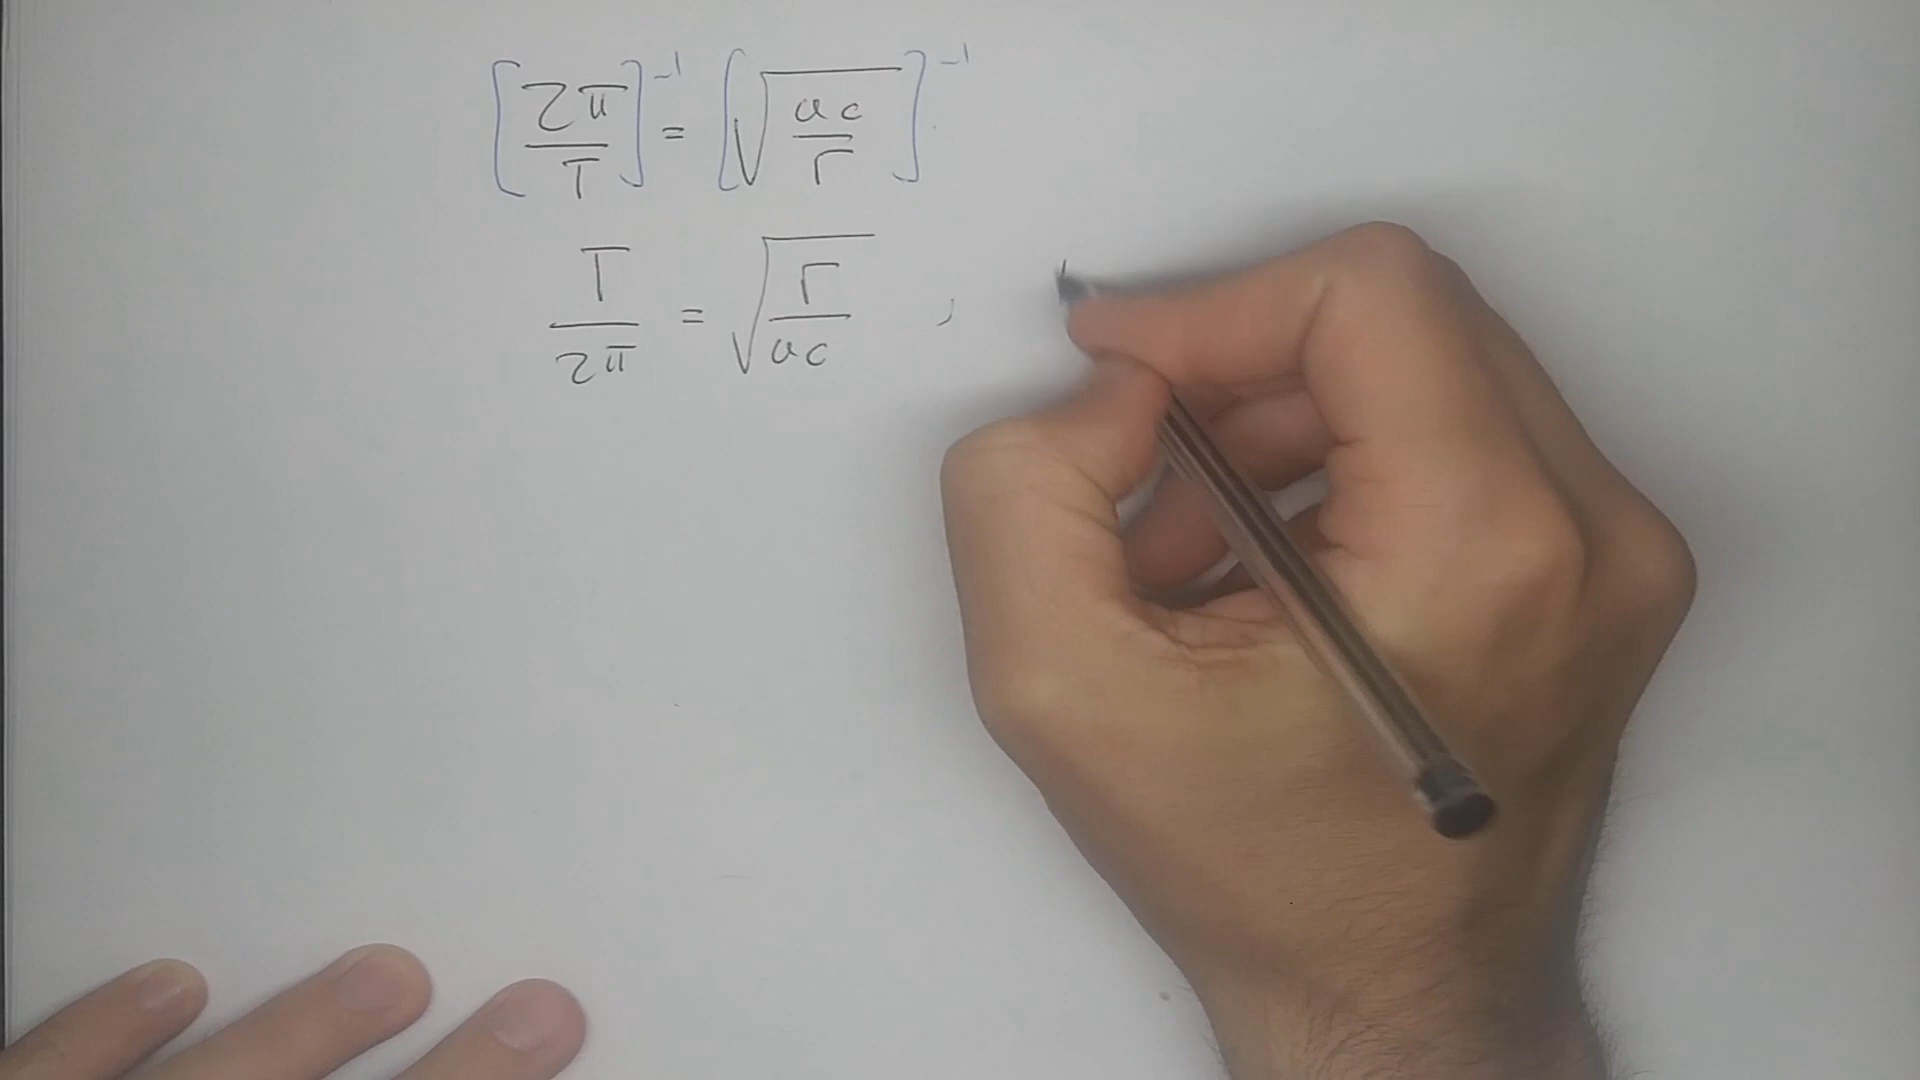 [2π/T]⁻¹ = [√(ac/r)]⁻¹
T/2π = √(r/ac) ,